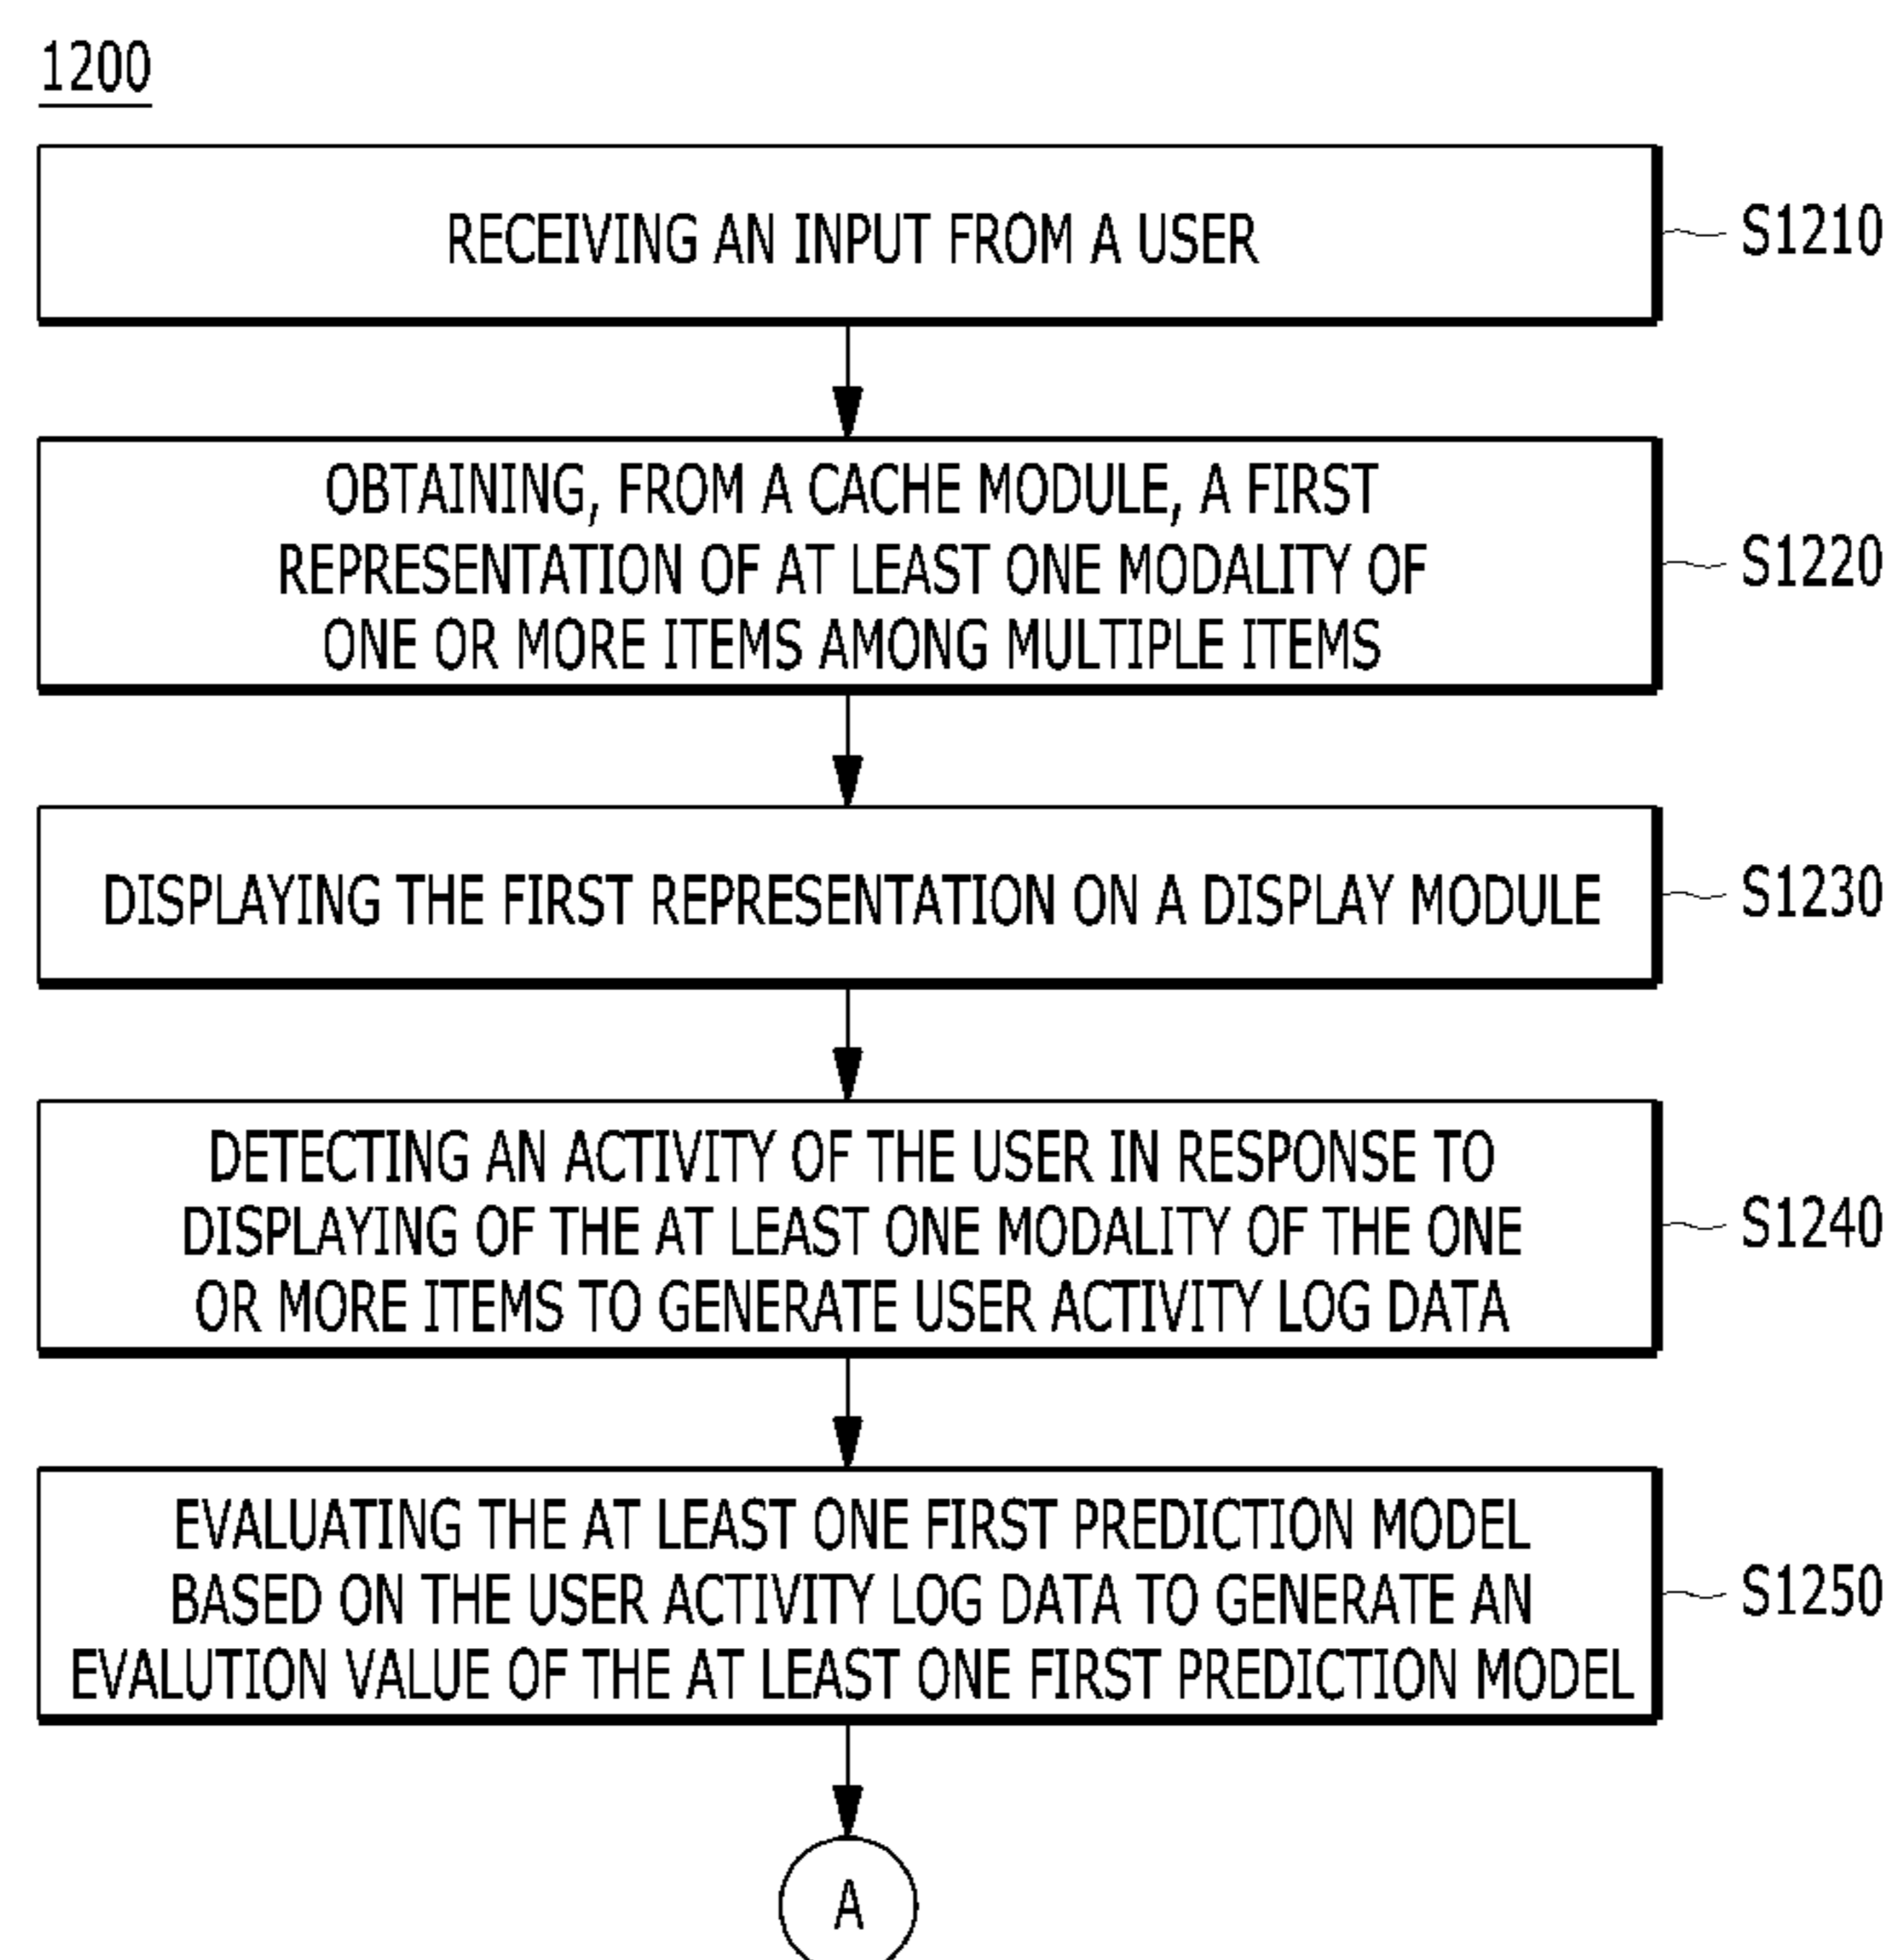 1200
RECEIVING AN INPUT FROM A USER
S1210
OBTAINING, FROM A CACHE MODULE, A FIRST
REPRESENTATION OF AT LEAST ONE MODALITY OF
ONE OR MORE ITEMS AMONG MULTIPLE ITEMS
S1220
DISPLAYING THE FIRST REPRESENTATION ON A DISPLAY MODULE
S1230
DETECTING AN ACTIVITY OF THE USER IN RESPONSE TO
DISPLAYING OF THE AT LEAST ONE MODALITY OF THE ONE
OR MORE ITEMS TO GENERATE USER ACTIVITY LOG DATA
S1240
EVALUATING THE AT LEAST ONE FIRST PREDICTION MODEL
BASED ON THE USER ACTIVITY LOG DATA TO GENERATE AN
EVALUTION VALUE OF THE AT LEAST ONE FIRST PREDICTION MODEL
S1250
A